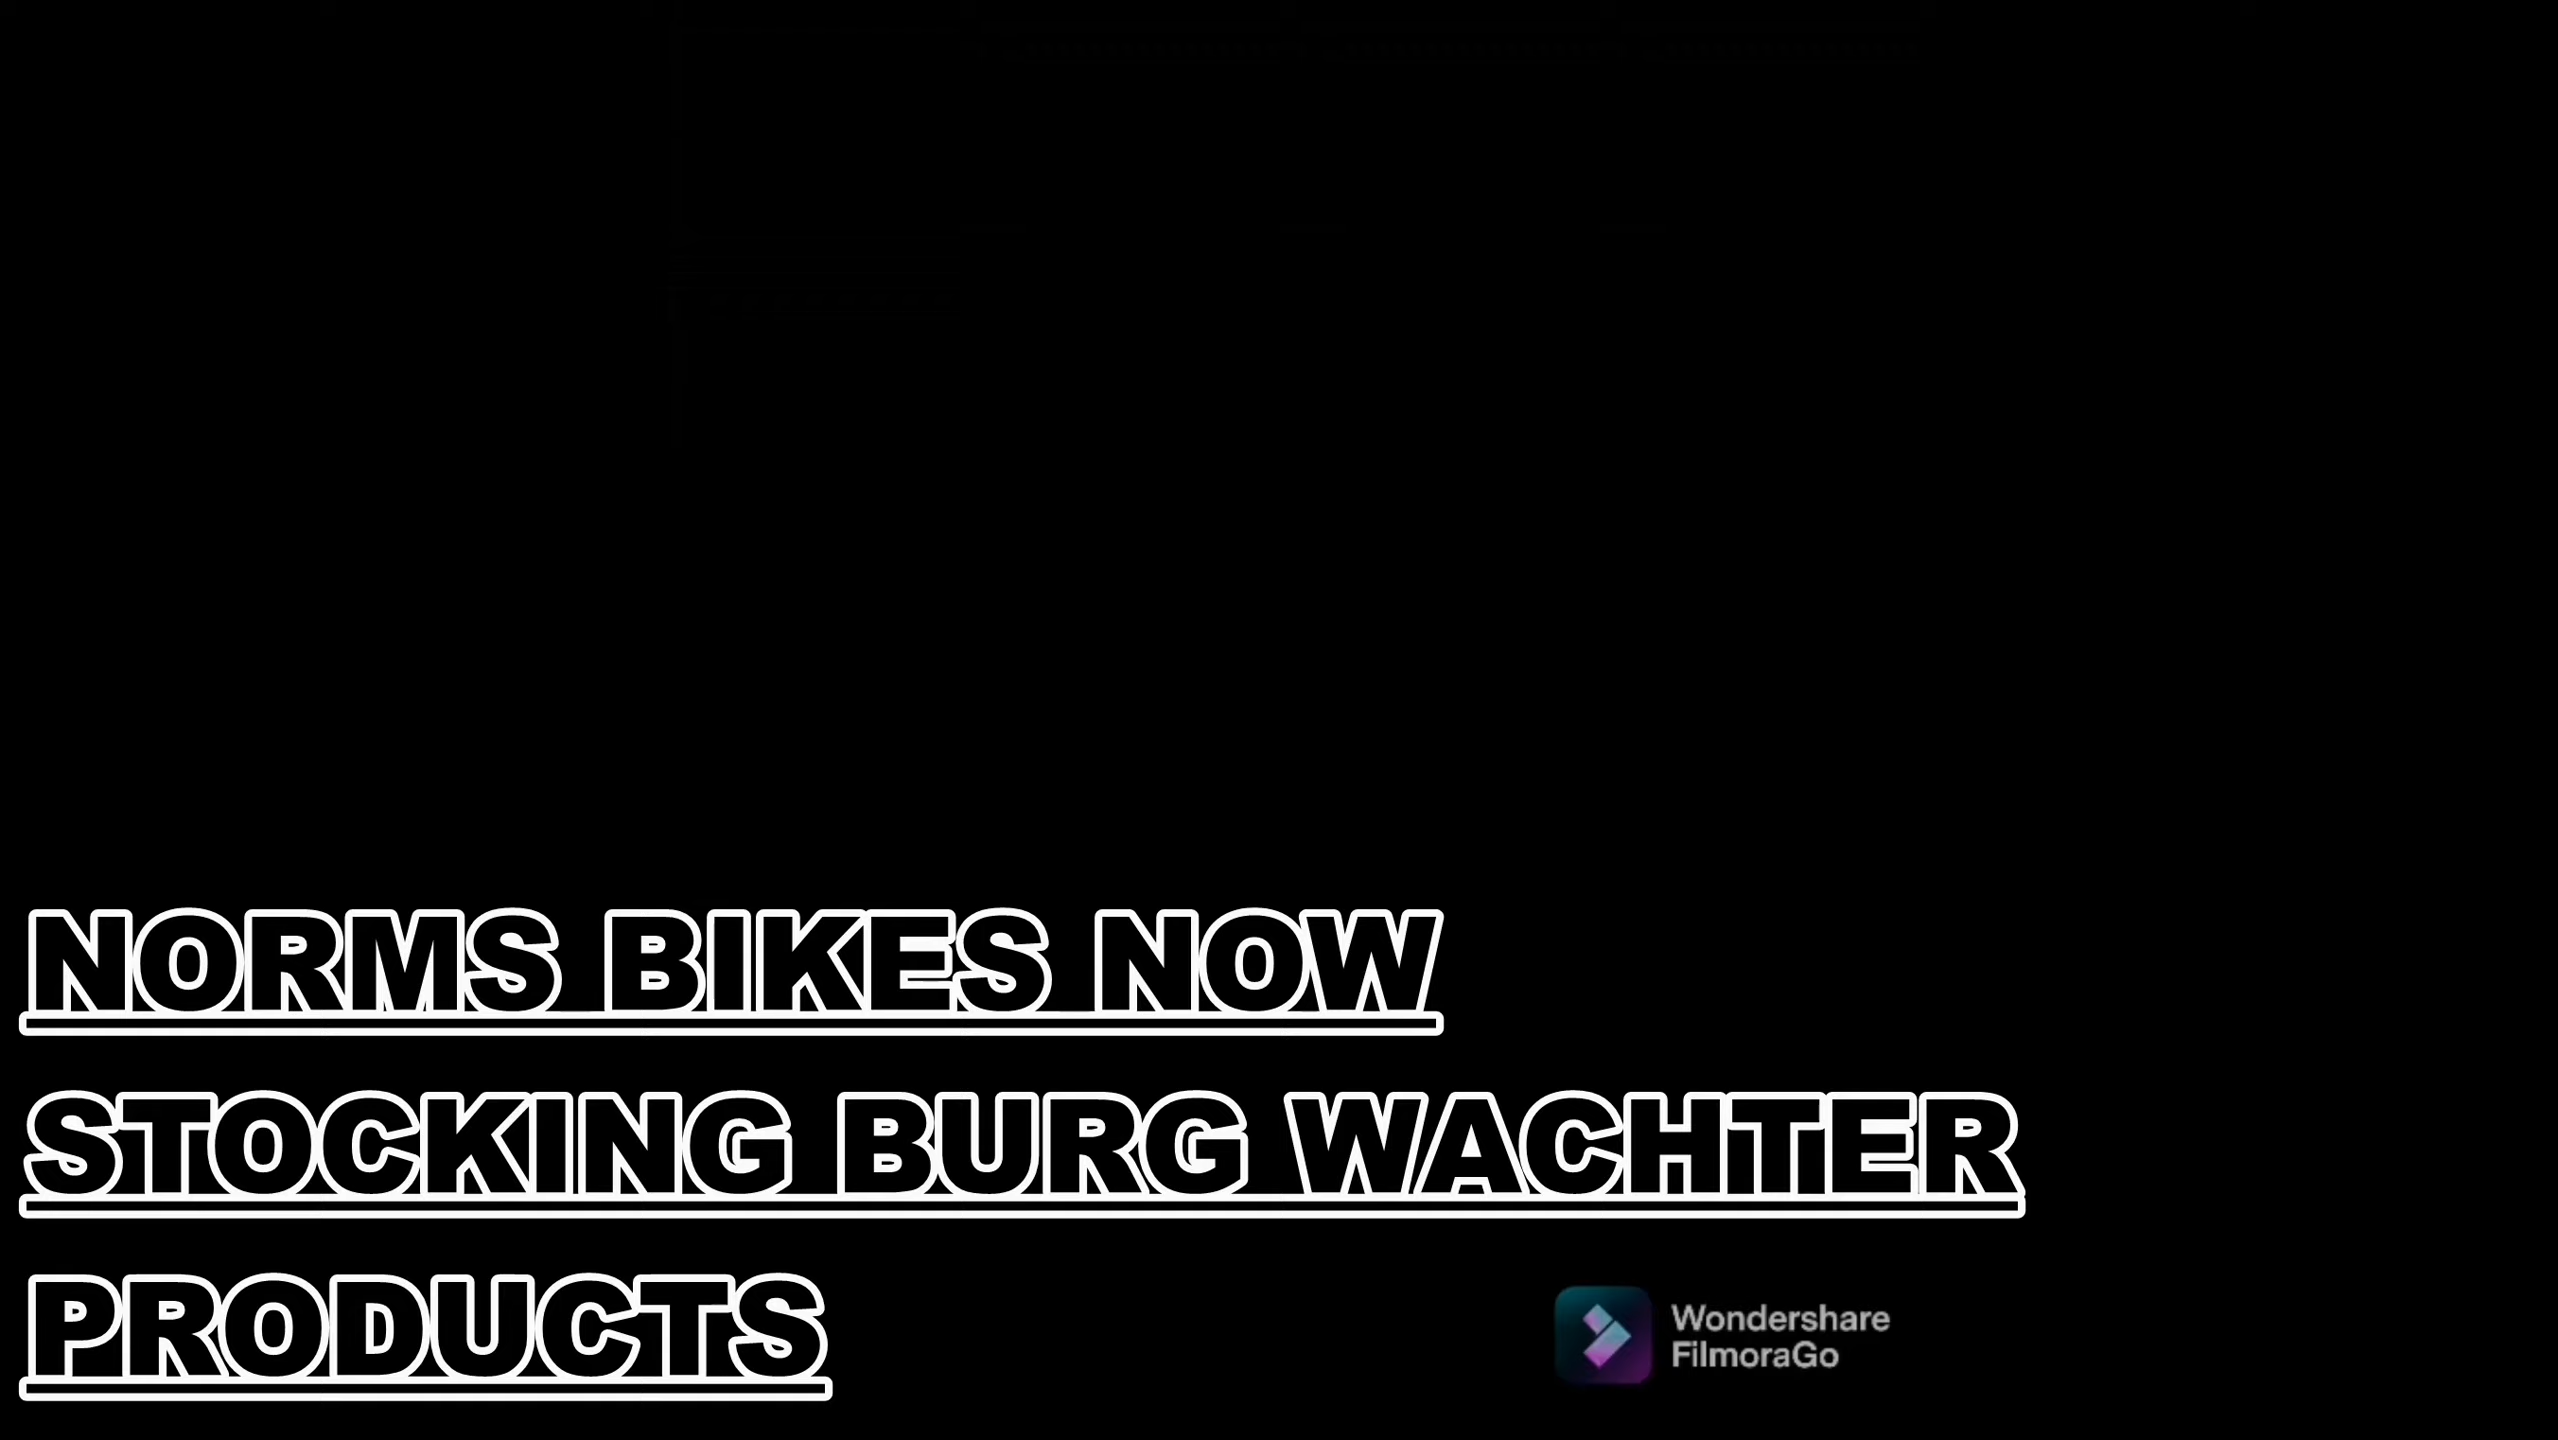 NORMS BIKES NOW
STOCKING BURG WACHTER
PRODUCTS
Wondershare
FilmoraGo